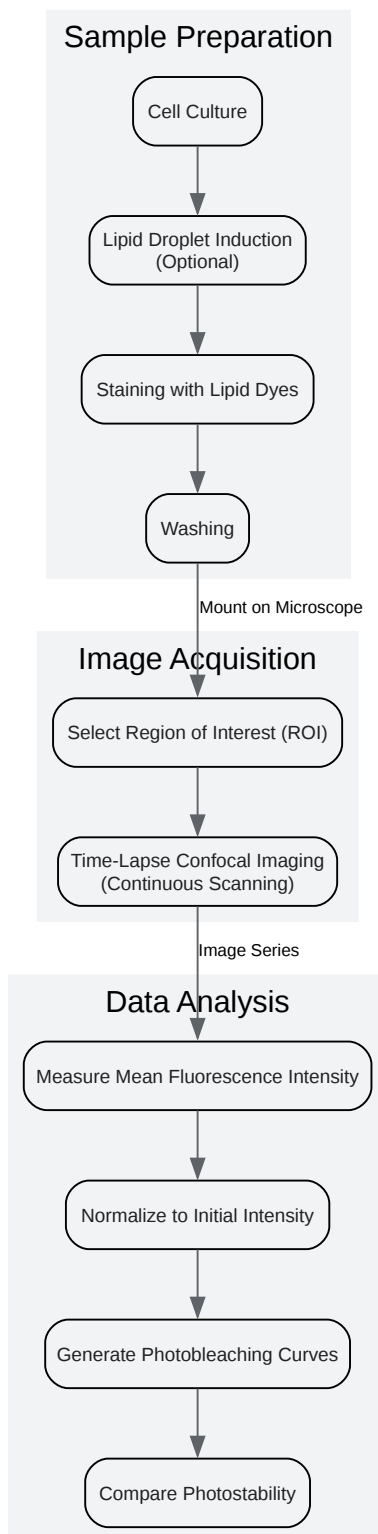 Sample Preparation
Cell Culture
Lipid Droplet Induction
(Optional)
Staining with Lipid Dyes
Washing
Mount on Microscope
Image Acquisition
Select Region of Interest (ROI)
Time-Lapse Confocal Imaging
(Continuous Scanning)
Image Series
Data Analysis
Measure Mean Fluorescence Intensity
Normalize to Initial Intensity
Generate Photobleaching Curves
Compare Photostability